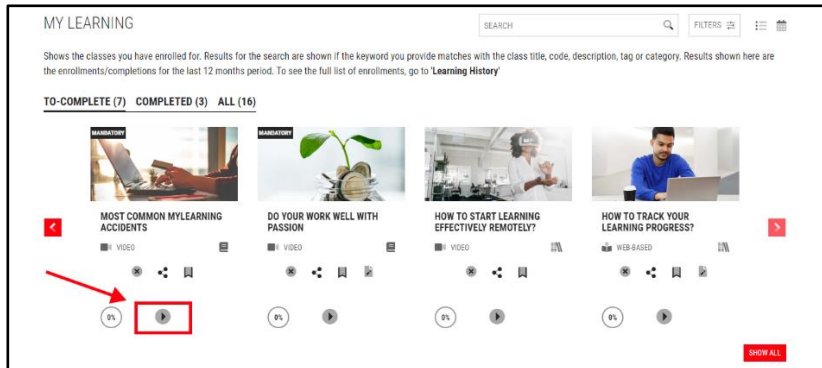 MY LEARNING
SEARCH
FILTERS
Shows the classes you have enrolled for. Results for the search are shown if the keyword you provide matches with the class title, code, description, tag or category. Results shown here are
the enrollments/completions for the last 12 months period. To see the full list of enrollments, go to 'Learning History'
TO-COMPLETE (7) COMPLETED (3) ALL (16)
MANDATORY
MOST COMMON MYLEARNING
ACCIDENTS
VIDEO
0%
MANDATORY
DO YOUR WORK WELL WITH
PASSION
VIDEO
0%
HOW TO START LEARNING
EFFECTIVELY REMOTELY?
VIDEO
0%
HOW TO TRACK YOUR
LEARNING PROGRESS?
WEB-BASED
0%
SHOW ALL